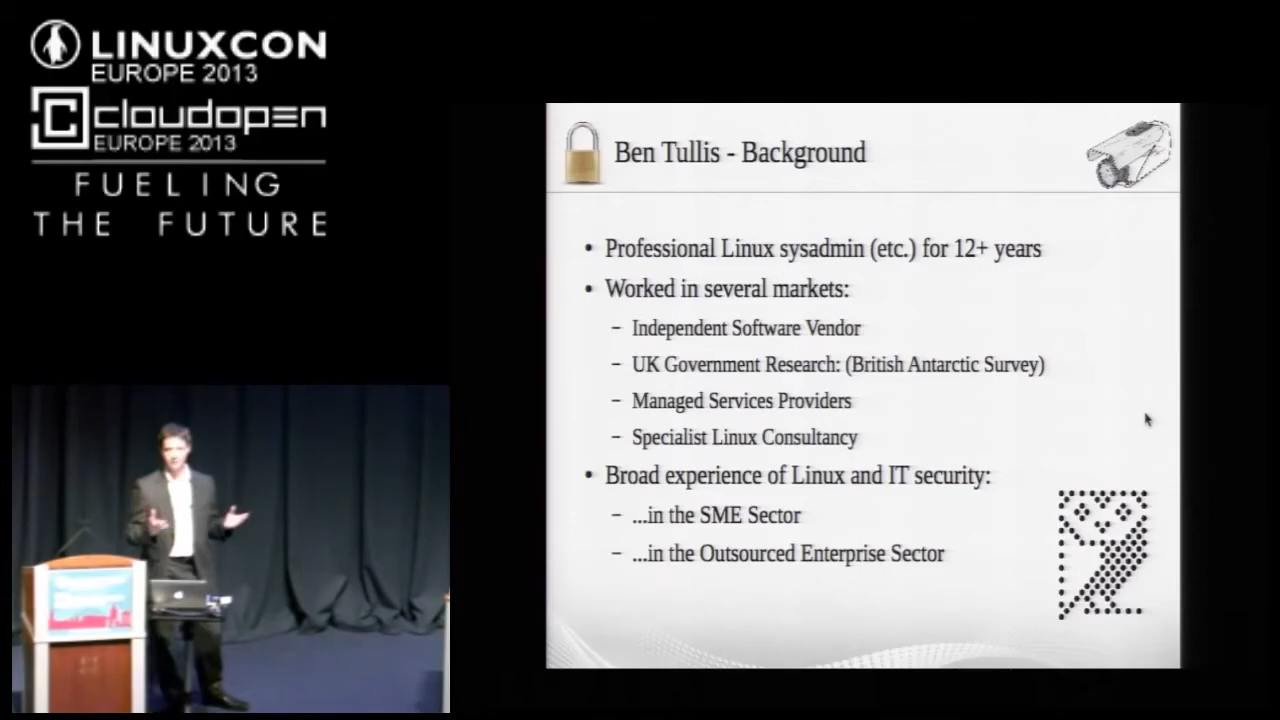 LINUXCON
EUROPE 2013
cloudopen
EUROPE 2013
FUELING
THE FUTURE
Ben Tullis - Background
• Professional Linux sysadmin (etc.) for 12+ years
• Worked in several markets:
– Independent Software Vendor
– UK Government Research: (British Antarctic Survey)
– Managed Services Providers
– Specialist Linux Consultancy
• Broad experience of Linux and IT security:
– ...in the SME Sector
– ...in the Outsourced Enterprise Sector